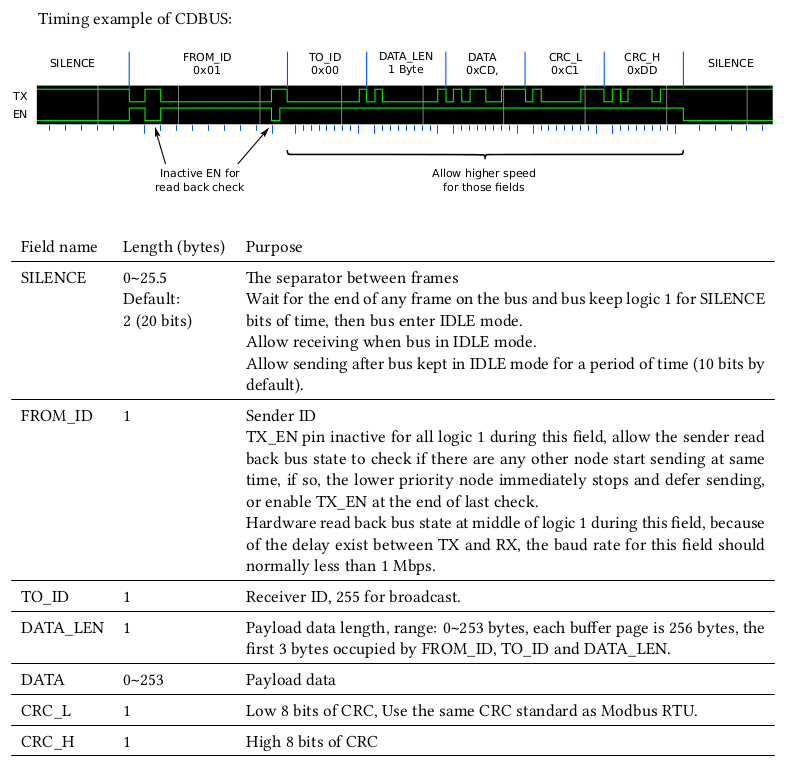 Timing example of CDBUS:
SILENCE
FROM_ID
0x01
TO_ID
0x00
DATA_LEN
1 Byte
DATA
0xCD,
CRC_L
0xC1
CRC_H
0xDD
SILENCE
TX
EN
Inactive EN for
read back check
Allow higher speed
for those fields
Field name Length (bytes) Purpose
SILENCE 0~25.5 The separator between frames
Default: Wait for the end of any frame on the bus and bus keep logic 1 for SILENCE
2 (20 bits) bits of time, then bus enter IDLE mode.
Allow receiving when bus in IDLE mode.
Allow sending after bus kept in IDLE mode for a period of time (10 bits by
default).
FROM_ID 1 Sender ID
TX_EN pin inactive for all logic 1 during this field, allow the sender read
back bus state to check if there are any other node start sending at same
time, if so, the lower priority node immediately stops and defer sending,
or enable TX_EN at the end of last check.
Hardware read back bus state at middle of logic 1 during this field, because
of the delay exist between TX and RX, the baud rate for this field should
normally less than 1 Mbps.
TO_ID 1 Receiver ID, 255 for broadcast.
DATA_LEN 1 Payload data length, range: 0~253 bytes, each buffer page is 256 bytes, the
first 3 bytes occupied by FROM_ID, TO_ID and DATA_LEN.
DATA 0~253 Payload data
CRC_L 1 Low 8 bits of CRC, Use the same CRC standard as Modbus RTU.
CRC_H 1 High 8 bits of CRC